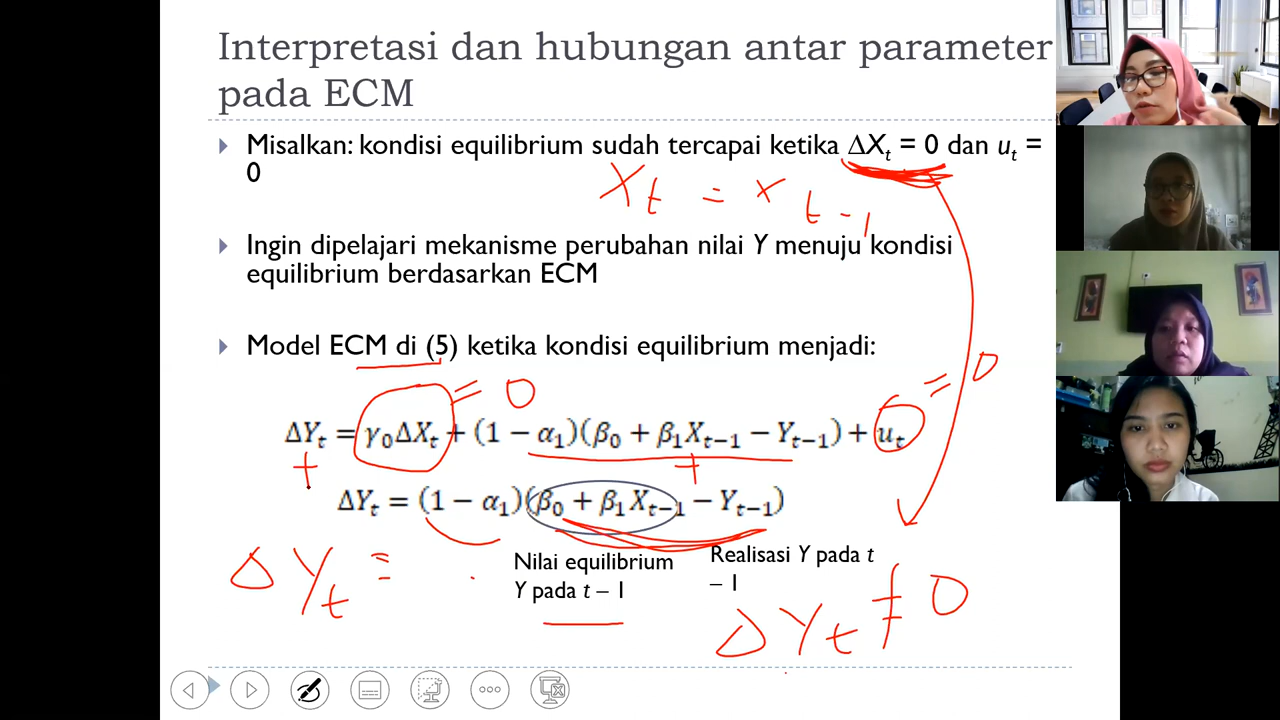 Interpretasi dan hubungan antar parameter
pada ECM
Misalkan: kondisi equilibrium sudah tercapai ketika ΔXₜ = 0 dan uₜ =
0
Xₜ = xₜ₋₁
Ingin dipelajari mekanisme perubahan nilai Y menuju kondisi
equilibrium berdasarkan ECM
Model ECM di (5) ketika kondisi equilibrium menjadi:
= 0
= 0
ΔYₜ = γ₀ΔXₜ + (1 − α₁)(β₀ + β₁Xₜ₋₁ − Yₜ₋₁) + uₜ
+ +
ΔYₜ = (1 − α₁)(β₀ + β₁Xₜ₋₁ − Yₜ₋₁)
ΔYₜ =
Nilai equilibrium
Y pada t – 1
Realisasi Y pada t
– 1
ΔYₜ ≠ 0